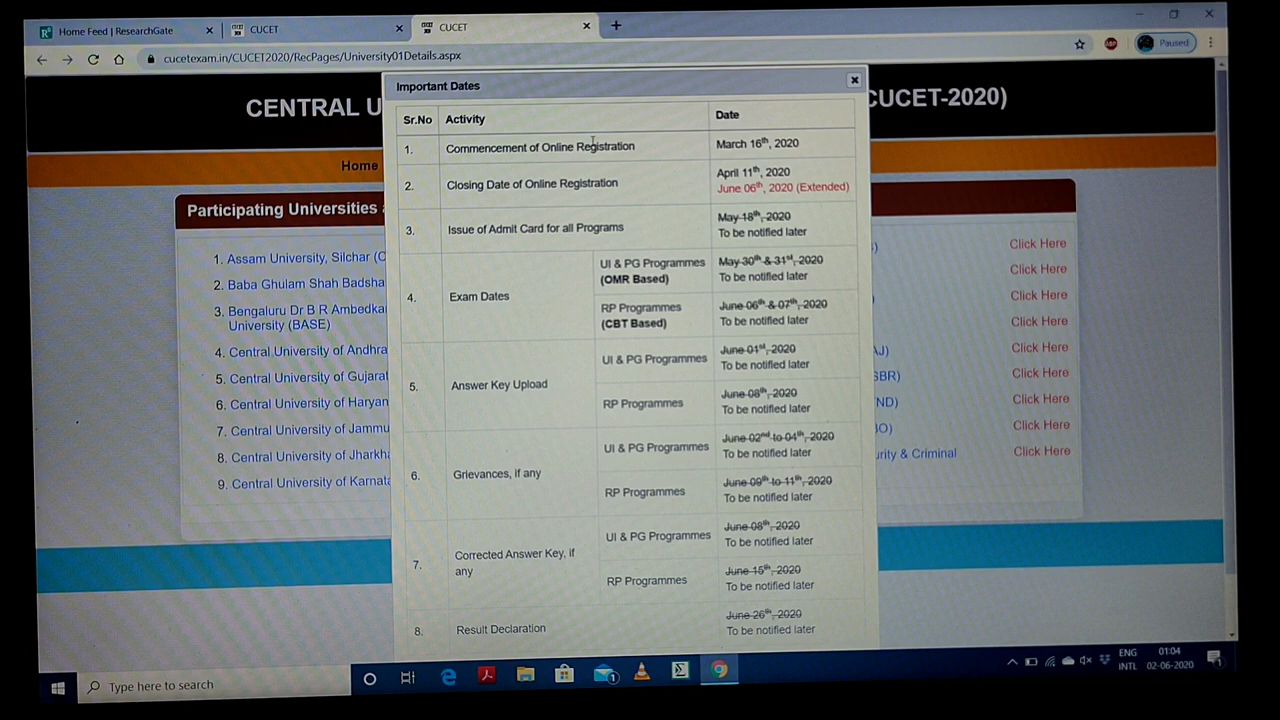 Home Feed | ResearchGate
CUCET
CUCET
cucetexam.in/CUCET2020/RecPages/University01Details.aspx
Paused
CENTRAL U
CUCET-2020)
Home
Participating Universities
1. Assam University, Silchar (C
2. Baba Ghulam Shah Badsha
3. Bengaluru Dr B R Ambedkar
University (BASE)
4. Central University of Andhra
5. Central University of Gujarat
6. Central University of Haryan
7. Central University of Jammu
8. Central University of Jharkha
9. Central University of Karnata
Important Dates
Sr.No Activity Date
1. Commencement of Online Registration March 16th, 2020
2. Closing Date of Online Registration April 11th, 2020
June 06th, 2020 (Extended)
3. Issue of Admit Card for all Programs May 18th, 2020
To be notified later
4. Exam Dates UI & PG Programmes (OMR Based) May 30th & 31st, 2020
To be notified later
RP Programmes (CBT Based) June 06th & 07th, 2020
To be notified later
5. Answer Key Upload UI & PG Programmes June 01st, 2020
To be notified later
RP Programmes June 08th, 2020
To be notified later
6. Grievances, if any UI & PG Programmes June 02nd to 04th, 2020
To be notified later
RP Programmes June 09th to 11th, 2020
To be notified later
7. Corrected Answer Key, if any UI & PG Programmes June 08th, 2020
To be notified later
RP Programmes June 15th, 2020
To be notified later
8. Result Declaration June 26th, 2020
To be notified later
Click Here
Click Here
Click Here
Click Here
AJ) Click Here
SBR) Click Here
ND) Click Here
BO) Click Here
urity & Criminal Click Here
Type here to search
ENG
INTL
01:04
02-06-2020